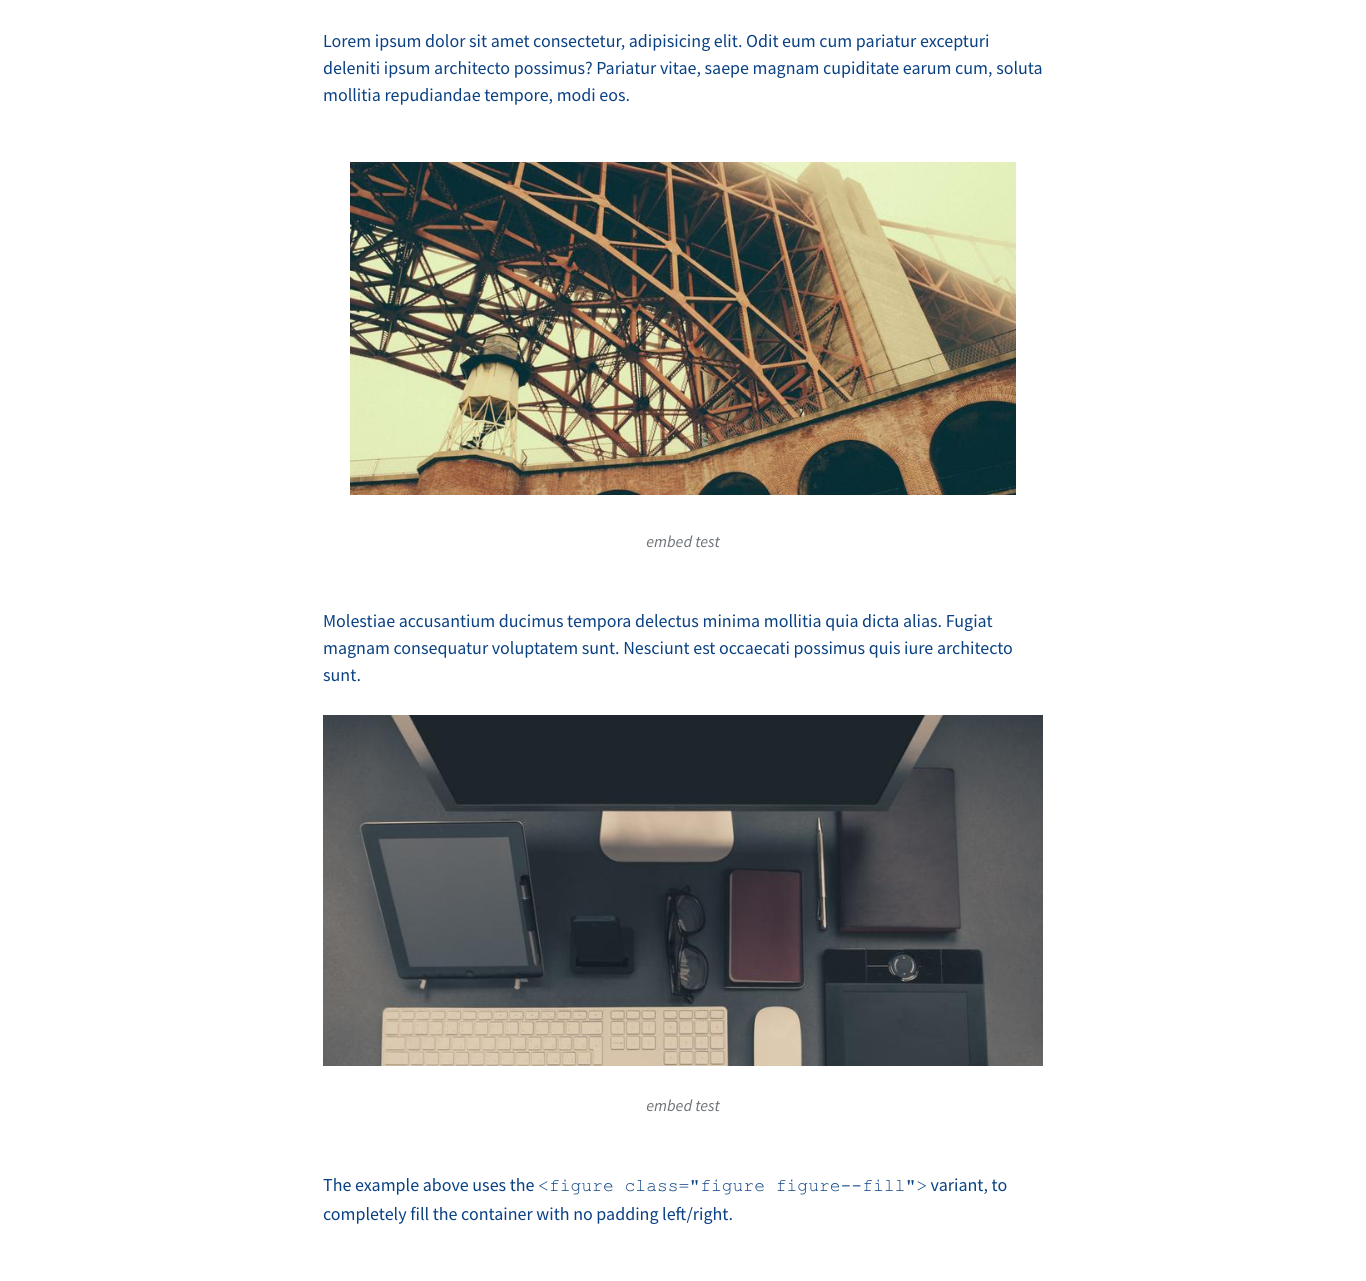 Lorem ipsum dolor sit amet consectetur, adipisicing elit. Odit eum cum pariatur excepturi
deleniti ipsum architecto possimus? Pariatur vitae, saepe magnam cupiditate earum cum, soluta
mollitia repudiandae tempore, modi eos.
embed test
Molestiae accusantium ducimus tempora delectus minima mollitia quia dicta alias. Fugiat
magnam consequatur voluptatem sunt. Nesciunt est occaecati possimus quis iure architecto
sunt.
embed test
The example above uses the <figure class="figure figure--fill"> variant, to
completely fill the container with no padding left/right.